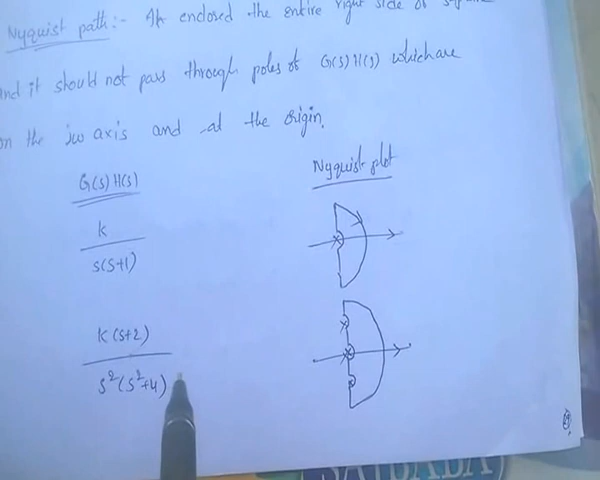 Nyquist path:- It enclosed the entire right side of
and it should not pass through poles of G(s)H(s) which are
on the jω axis and at the origin.
G(s)H(s)
Nyquist plot
k
s(s+1)
k(s+2)
s²(s²+4)